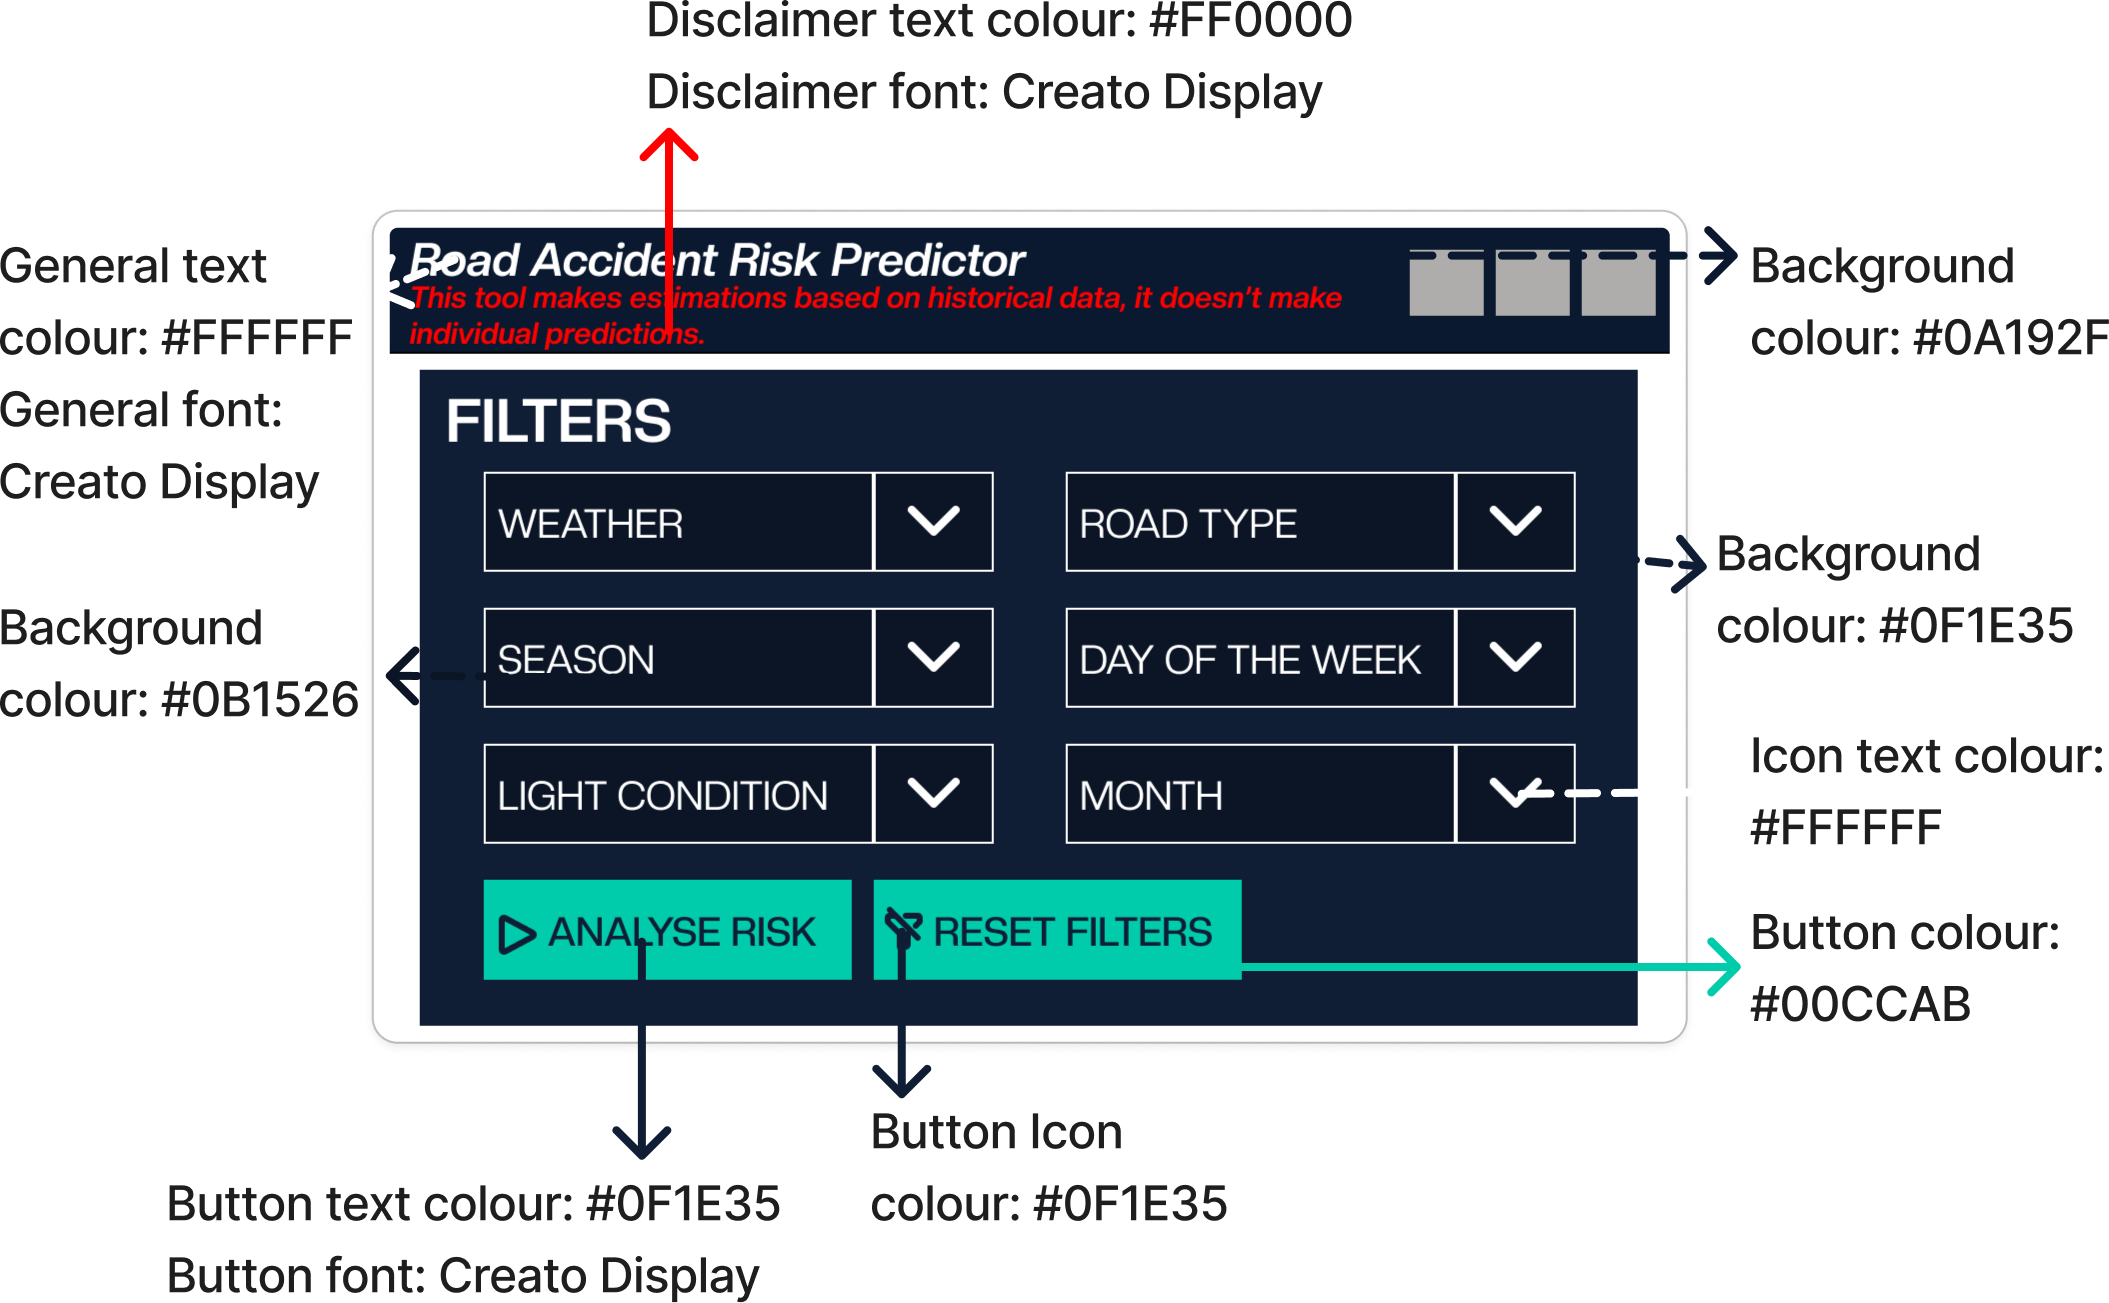 Disclaimer text colour: #FF0000
Disclaimer font: Creato Display
General text
colour: #FFFFFF
General font:
Creato Display
Road Accident Risk Predictor
This tool makes estimations based on historical data, it doesn't make
individual predictions.
Background
colour: #0A192F
FILTERS
WEATHER
ROAD TYPE
Background
colour: #0F1E35
SEASON
DAY OF THE WEEK
Background
colour: #0B1526
LIGHT CONDITION
MONTH
Icon text colour:
#FFFFFF
ANALYSE RISK
RESET FILTERS
Button colour:
#00CCAB
Button Icon
colour: #0F1E35
Button text colour: #0F1E35
Button font: Creato Display